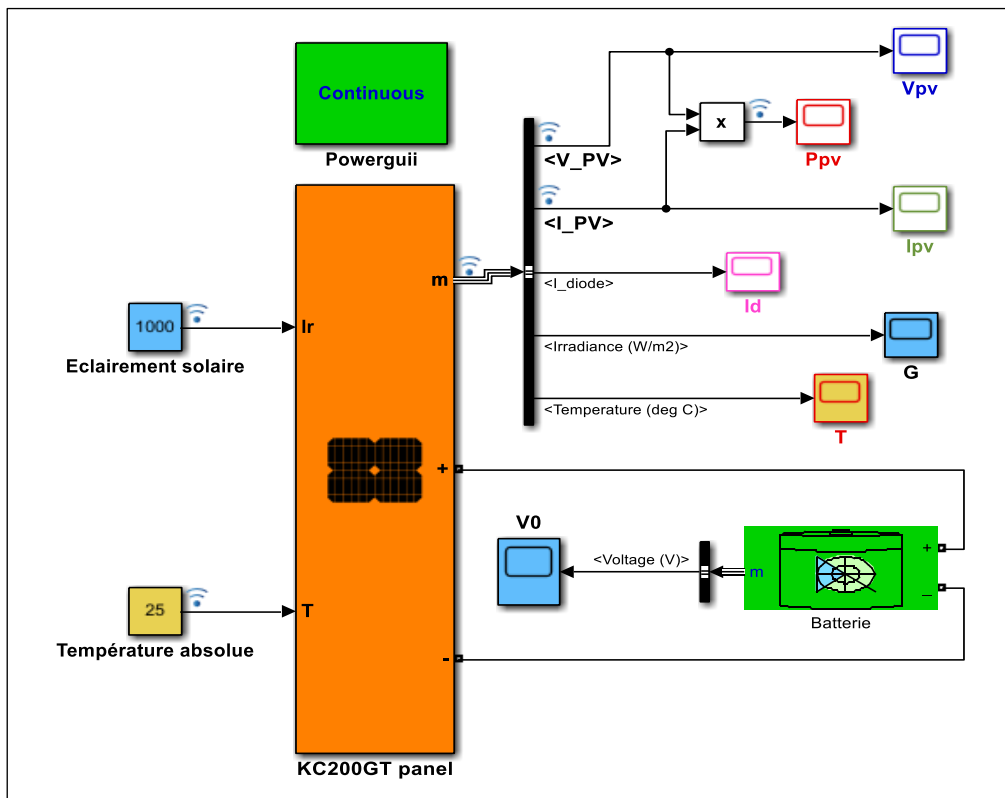 Continuous
Powerguii
Vpv
x
Ppv
<V_PV>
<I_PV>
Ipv
m
<I_diode>
Id
1000
Ir
Eclairement solaire
<Irradiance (W/m2)>
G
<Temperature (deg C)>
T
+
V0
<Voltage (V)>
m
+
_
Batterie
25
T
Température absolue
-
KC200GT panel